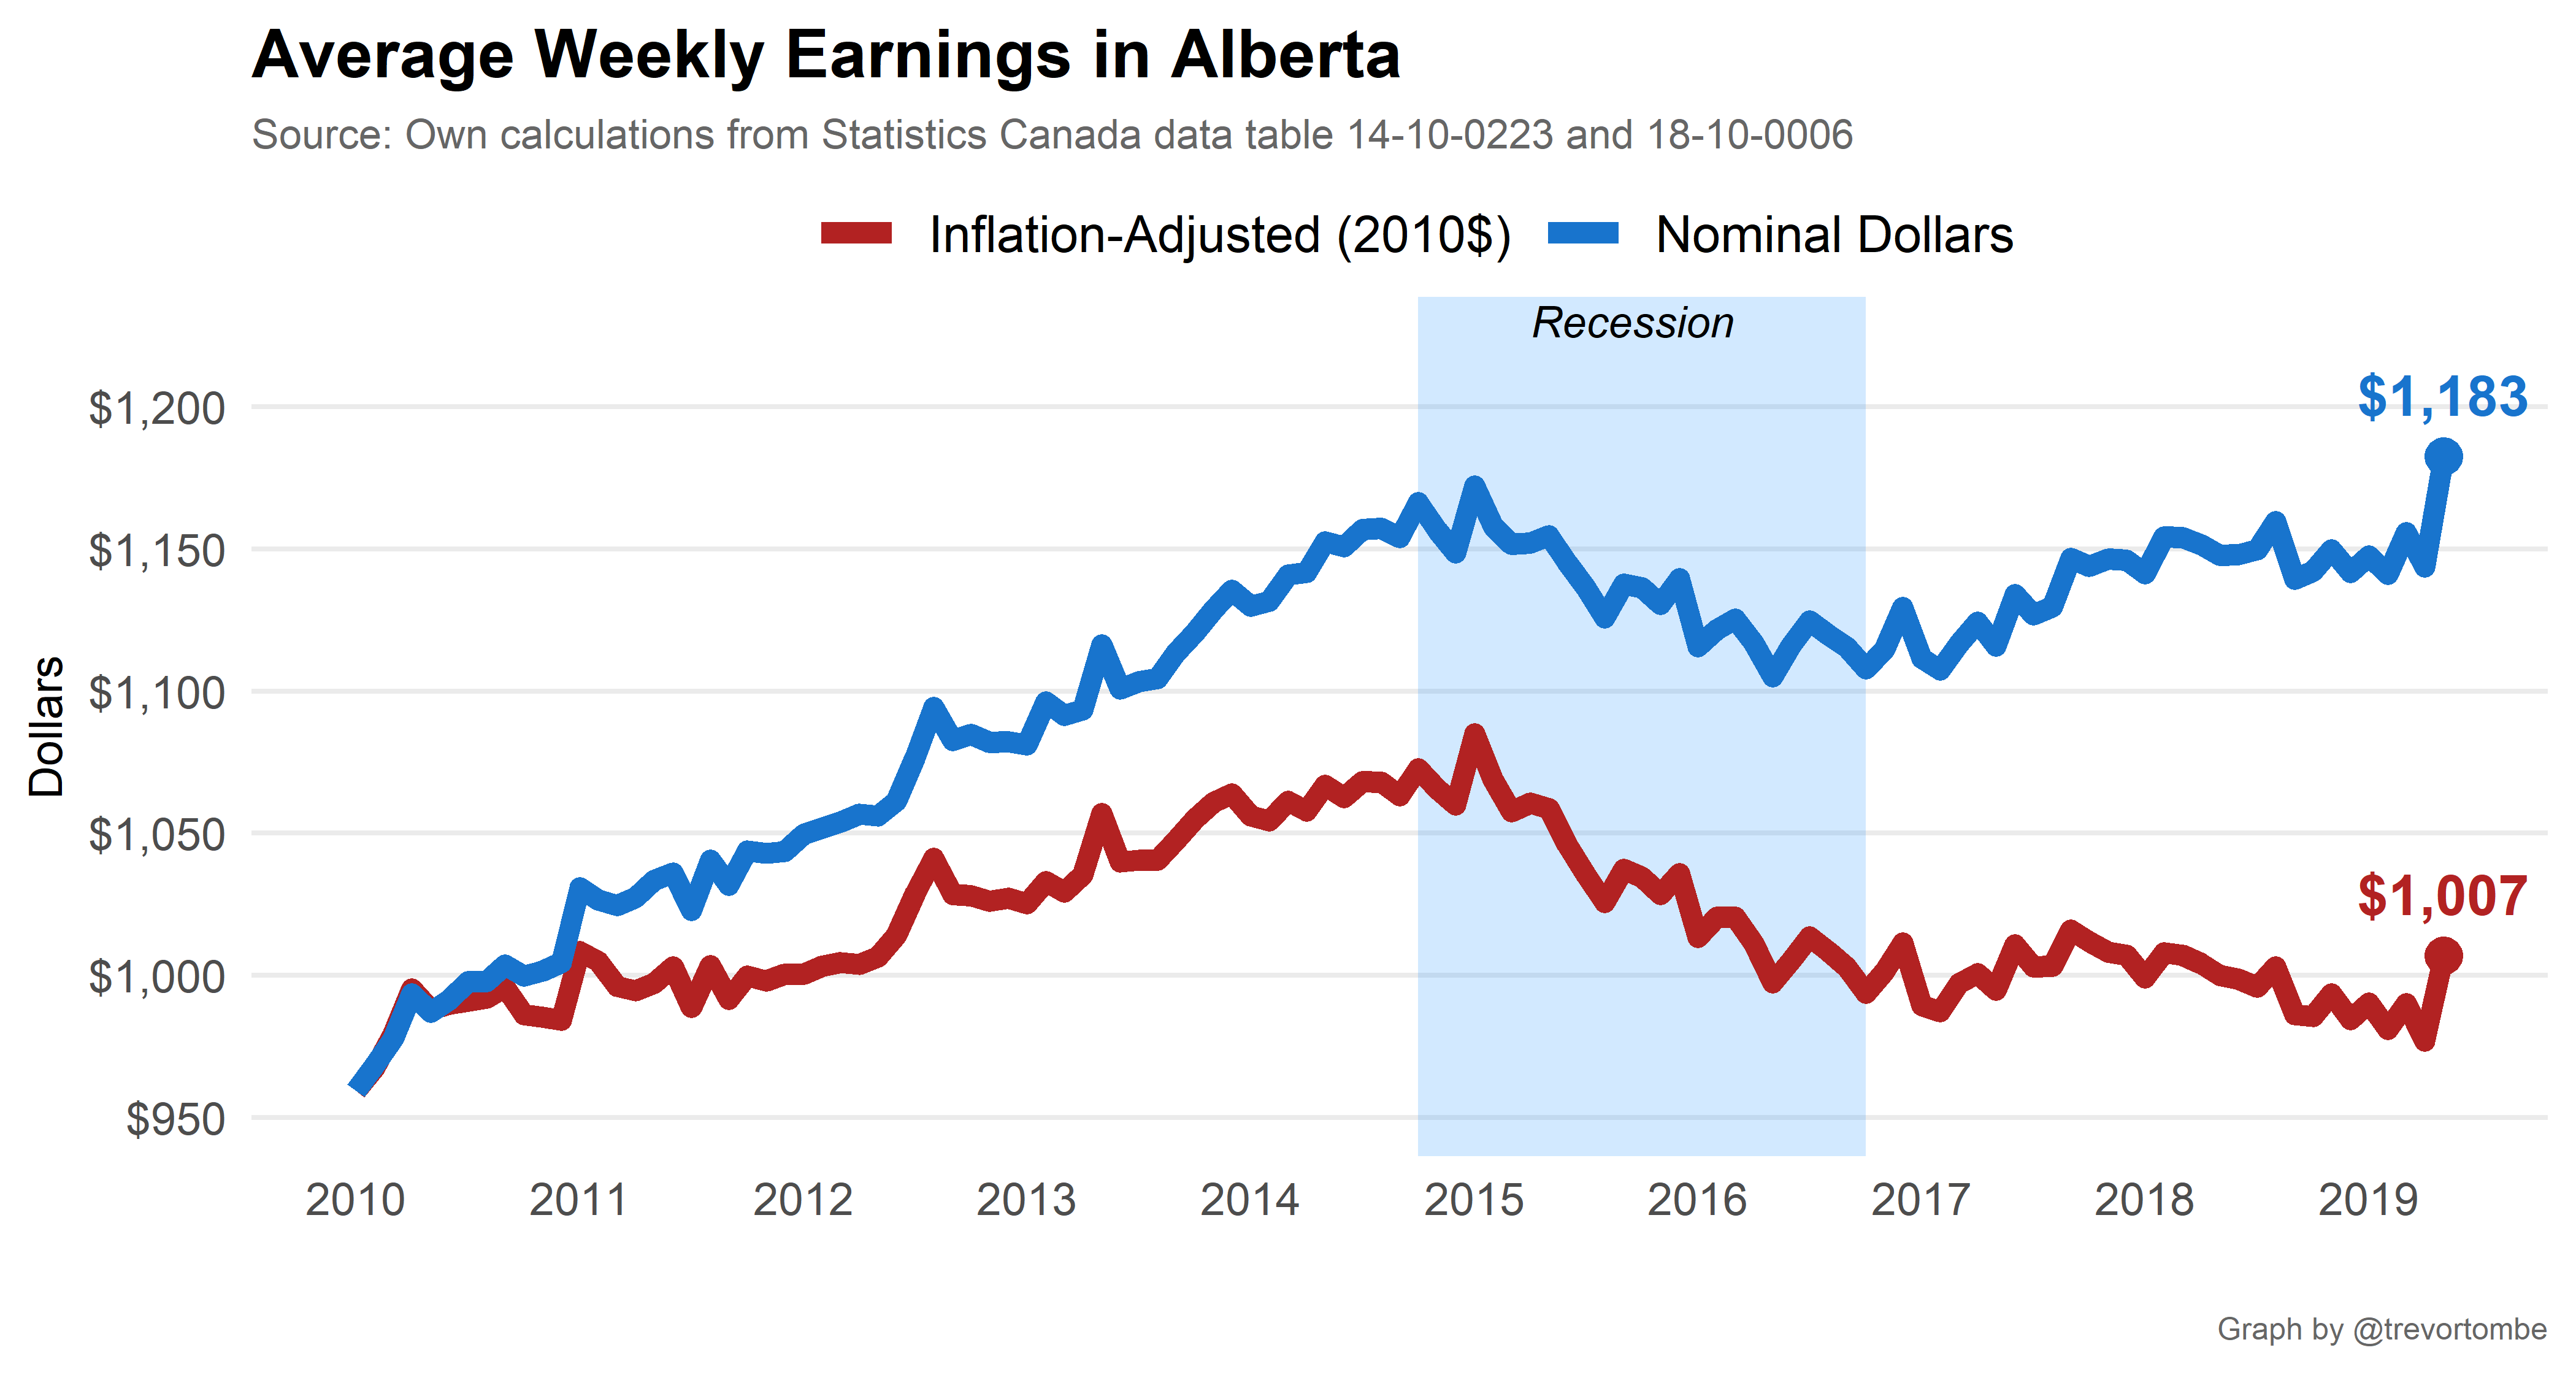 Average Weekly Earnings in Alberta
Source: Own calculations from Statistics Canada data table 14-10-0223 and 18-10-0006
Inflation-Adjusted (2010$) Nominal Dollars
Recession
$1,183
$1,200
$1,150
$1,100
$1,050
$1,007
$1,000
$950
Dollars
2010 2011 2012 2013 2014 2015 2016 2017 2018 2019
Graph by @trevortombe